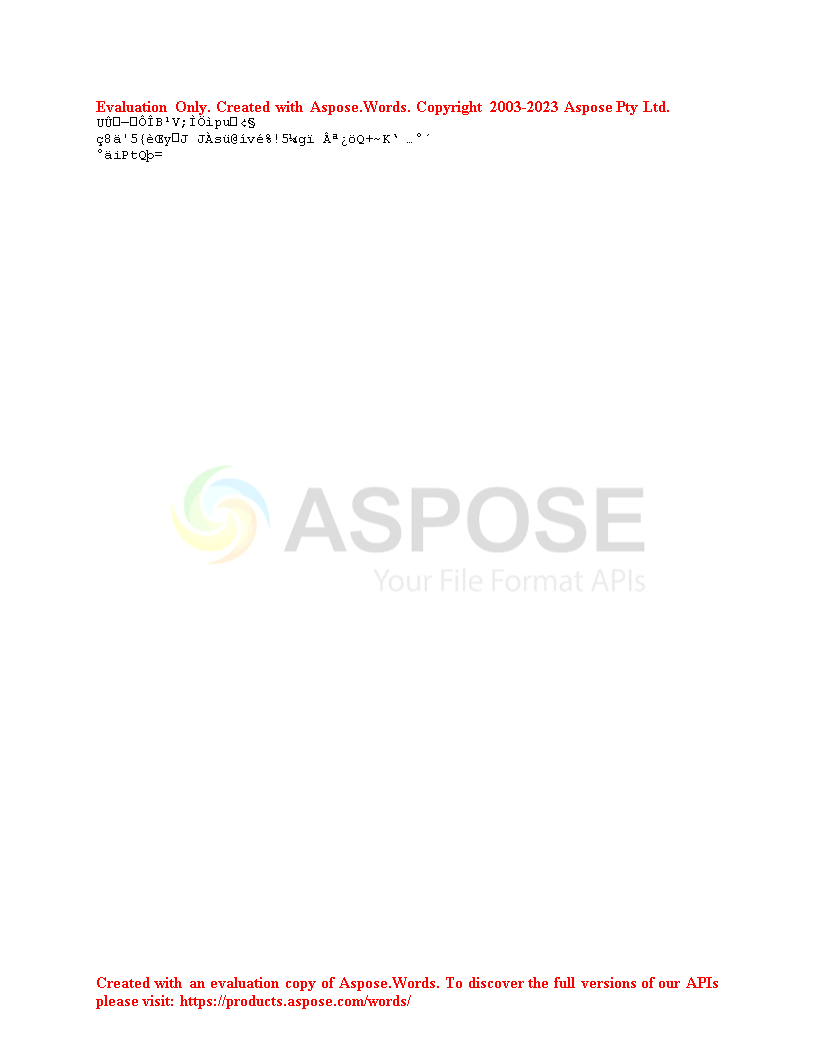 Evaluation Only. Created with Aspose.Words. Copyright 2003-2023 Aspose Pty Ltd.
UÛ□—□ÔÎB¹V;ÌÖìpu□¢§
ç8ä'5{èŒy□J JÀsü@ívé%!5¼gï Âª¿öQ+~K‘ …°´
°äiPtQþ=
ASPOSE
Your File Format APIs
Created with an evaluation copy of Aspose.Words. To discover the full versions of our APIs
please visit: https://products.aspose.com/words/